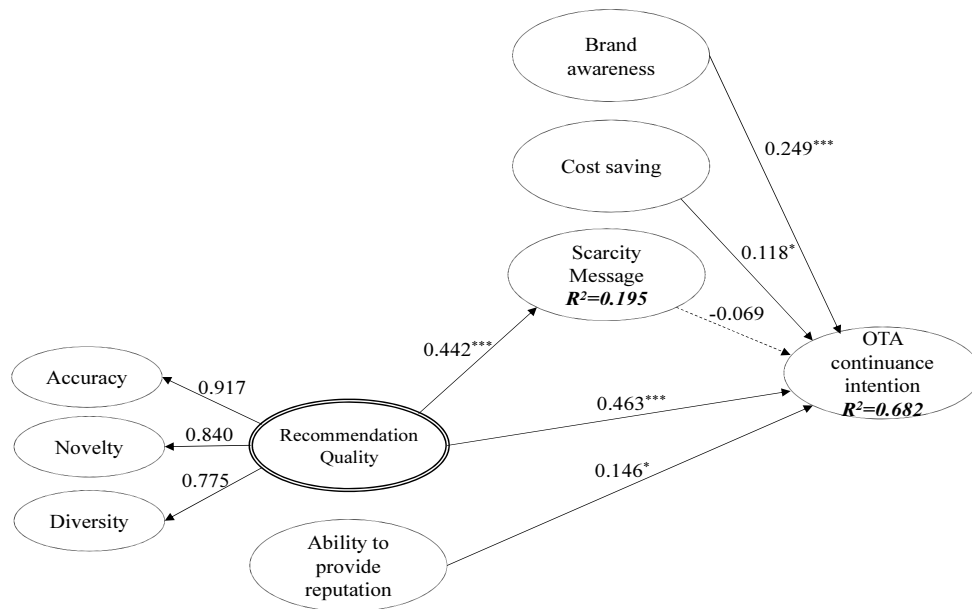 Brand
awareness
0.249***
Cost saving
0.118*
Scarcity
Message
R²=0.195
-0.069
OTA
continuance
intention
R²=0.682
0.442***
Accuracy
0.917
0.463***
Novelty
0.840
Recommendation
Quality
0.775
0.146*
Diversity
Ability to
provide
reputation